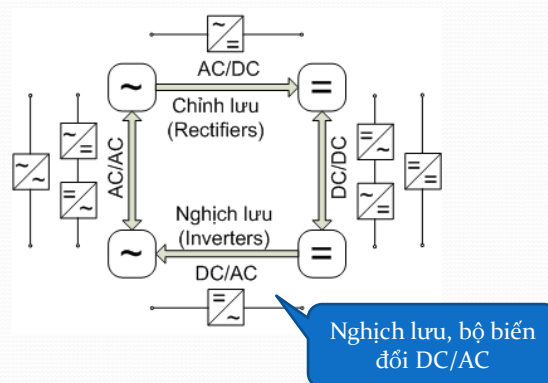 AC/DC
Chỉnh lưu
(Rectifiers)
AC/AC
DC/DC
Nghịch lưu
(Inverters)
DC/AC
Nghịch lưu, bộ biến
đổi DC/AC